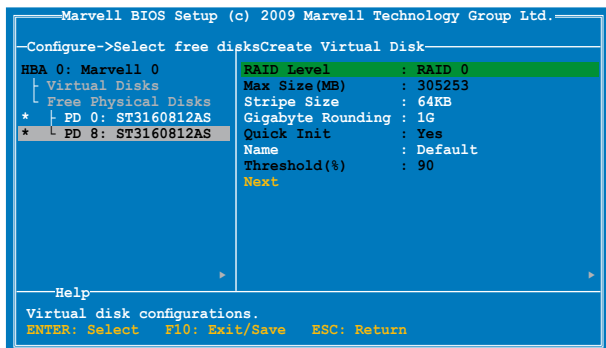 Marvell BIOS Setup (c) 2009 Marvell Technology Group Ltd.
Configure->Select free disksCreate Virtual Disk
HBA 0: Marvell 0
Virtual Disks
Free Physical Disks
* PD 0: ST3160812AS
* PD 8: ST3160812AS
RAID Level : RAID 0
Max Size(MB) : 305253
Stripe Size : 64KB
Gigabyte Rounding : 1G
Quick Init : Yes
Name : Default
Threshold(%) : 90
Next
Help
Virtual disk configurations.
ENTER: Select F10: Exit/Save ESC: Return